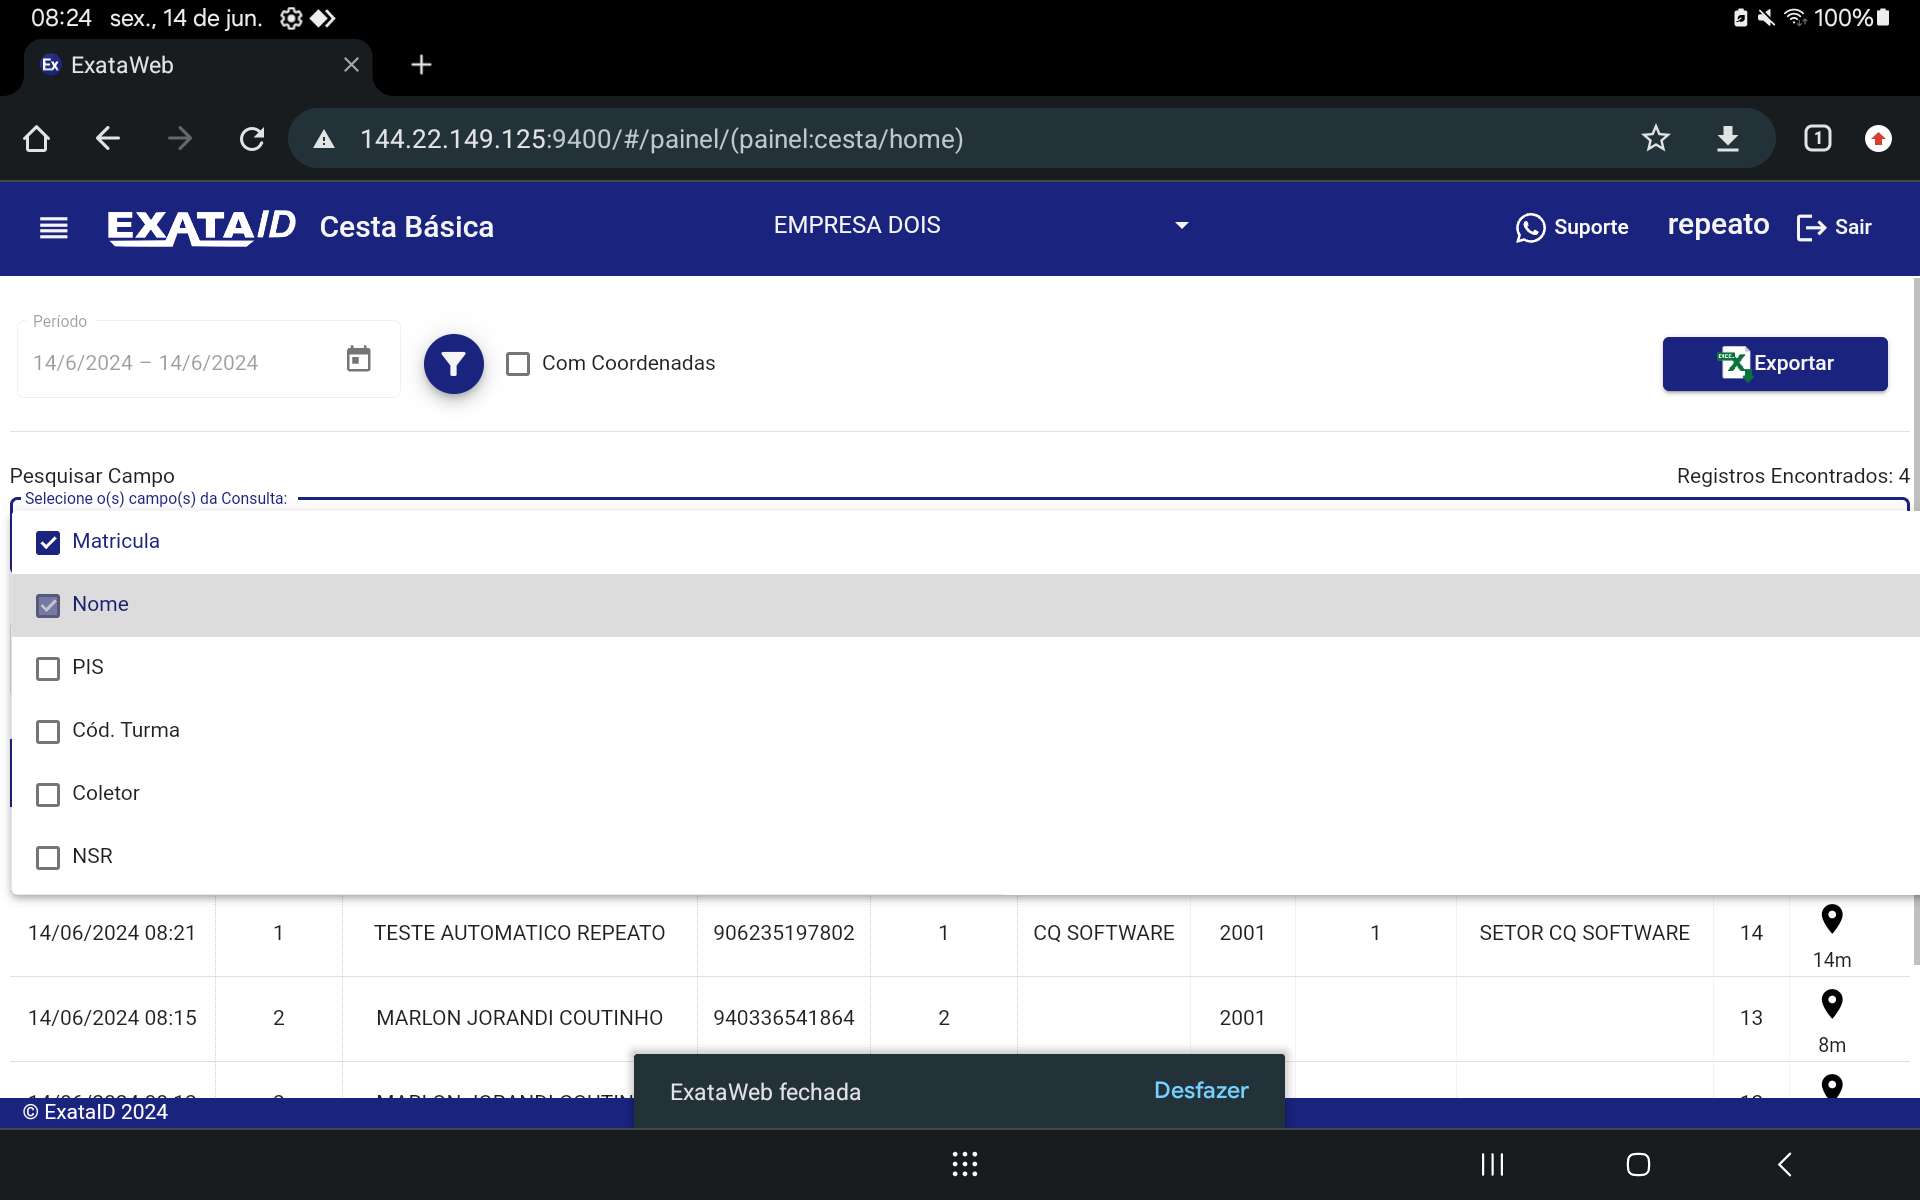 08:24 sex., 14 de jun. 100%
Ex ExataWeb
144.22.149.125:9400/#/painel/(painel:cesta/home) 1
EXATAID Cesta Básica EMPRESA DOIS Suporte repeato Sair
Período
14/6/2024 – 14/6/2024
Com Coordenadas
Exportar
Pesquisar Campo Registros Encontrados: 4
Selecione o(s) campo(s) da Consulta:
Matricula
Nome
PIS
Cód. Turma
Coletor
NSR
14/06/2024 08:21 1 TESTE AUTOMATICO REPEATO 906235197802 1 CQ SOFTWARE 2001 1 SETOR CQ SOFTWARE 14
14m
14/06/2024 08:15 2 MARLON JORANDI COUTINHO 940336541864 2 2001 13
8m
ExataWeb fechada Desfazer
© ExataID 2024